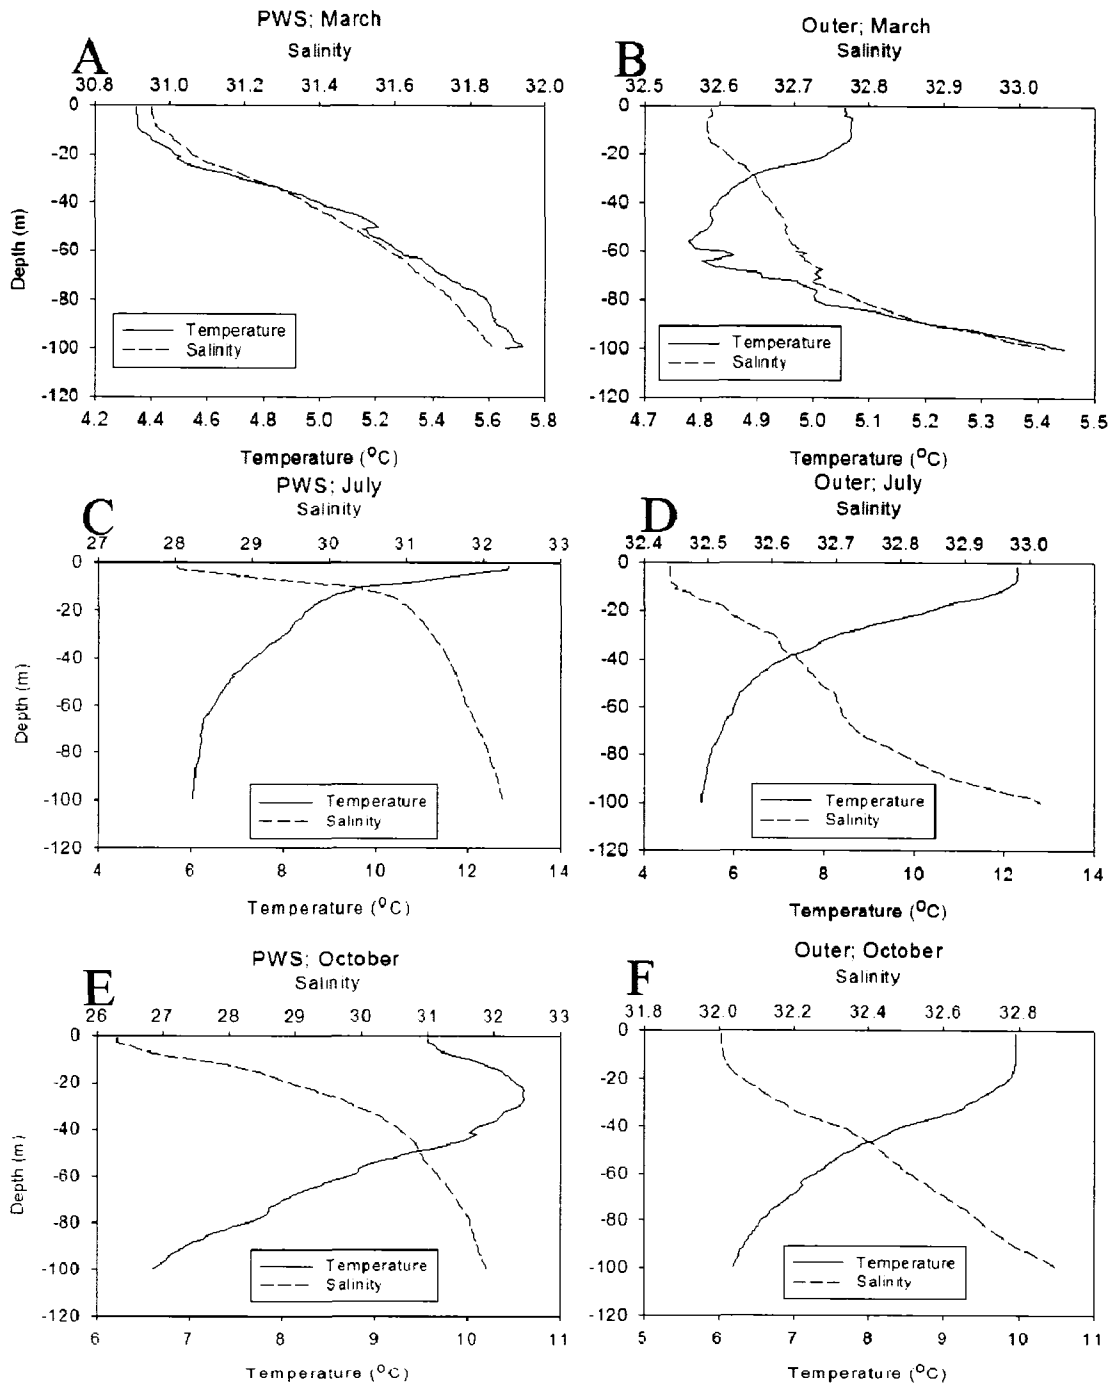 PWS; March
Salinity
A
30.8 31.0 31.2 31.4 31.6 31.8 32.0
0
-20
-40
-60
-80
-100
-120
Depth (m)
Temperature
Salinity
4.2 4.4 4.6 4.8 5.0 5.2 5.4 5.6 5.8
Temperature (°C)
Outer; March
Salinity
B
32.5 32.6 32.7 32.8 32.9 33.0
0
-20
-40
-60
-80
-100
-120
Temperature
Salinity
4.7 4.8 4.9 5.0 5.1 5.2 5.3 5.4 5.5
Temperature (°C)
PWS; July
Salinity
C
27 28 29 30 31 32 33
0
-20
-40
-60
-80
-100
-120
Depth (m)
Temperature
Salinity
4 6 8 10 12 14
Temperature (°C)
Outer; July
Salinity
D
32.4 32.5 32.6 32.7 32.8 32.9 33.0
0
-20
-40
-60
-80
-100
-120
Temperature
Salinity
4 6 8 10 12 14
Temperature (°C)
PWS; October
Salinity
E
26 27 28 29 30 31 32 33
0
-20
-40
-60
-80
-100
-120
Depth (m)
Temperature
Salinity
6 7 8 9 10 11
Temperature (°C)
Outer; October
Salinity
F
31.8 32.0 32.2 32.4 32.6 32.8
0
-20
-40
-60
-80
-100
-120
Temperature
Salinity
5 6 7 8 9 10 11
Temperature (°C)